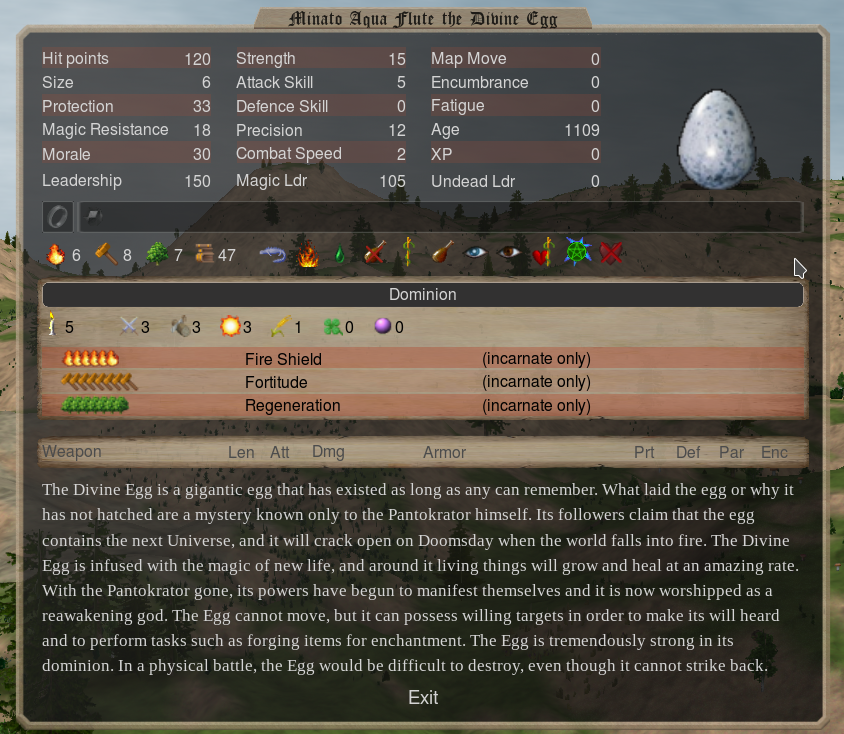 Minato Aqua Flute the Divine Egg
Hit points 120 Strength 15 Map Move 0
Size 6 Attack Skill 5 Encumbrance 0
Protection 33 Defence Skill 0 Fatigue 0
Magic Resistance 18 Precision 12 Age 1109
Morale 30 Combat Speed 2 XP 0
Leadership 150 Magic Ldr 105 Undead Ldr 0
6 8 7 47
Dominion
5 3 3 3 1 0 0
Fire Shield (incarnate only)
Fortitude (incarnate only)
Regeneration (incarnate only)
Weapon Len Att Dmg Armor Prt Def Par Enc
The Divine Egg is a gigantic egg that has existed as long as any can remember. What laid the egg or why it
has not hatched are a mystery known only to the Pantokrator himself. Its followers claim that the egg
contains the next Universe, and it will crack open on Doomsday when the world falls into fire. The Divine
Egg is infused with the magic of new life, and around it living things will grow and heal at an amazing rate.
With the Pantokrator gone, its powers have begun to manifest themselves and it is now worshipped as a
reawakening god. The Egg cannot move, but it can possess willing targets in order to make its will heard
and to perform tasks such as forging items for enchantment. The Egg is tremendously strong in its
dominion. In a physical battle, the Egg would be difficult to destroy, even though it cannot strike back.
Exit